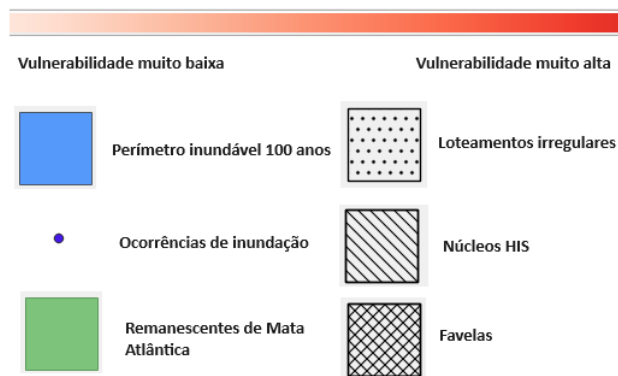 Vulnerabilidade muito baixa
Vulnerabilidade muito alta
Perímetro inundável 100 anos
Loteamentos irregulares
Ocorrências de inundação
Núcleos HIS
Remanescentes de Mata
Atlântica
Favelas